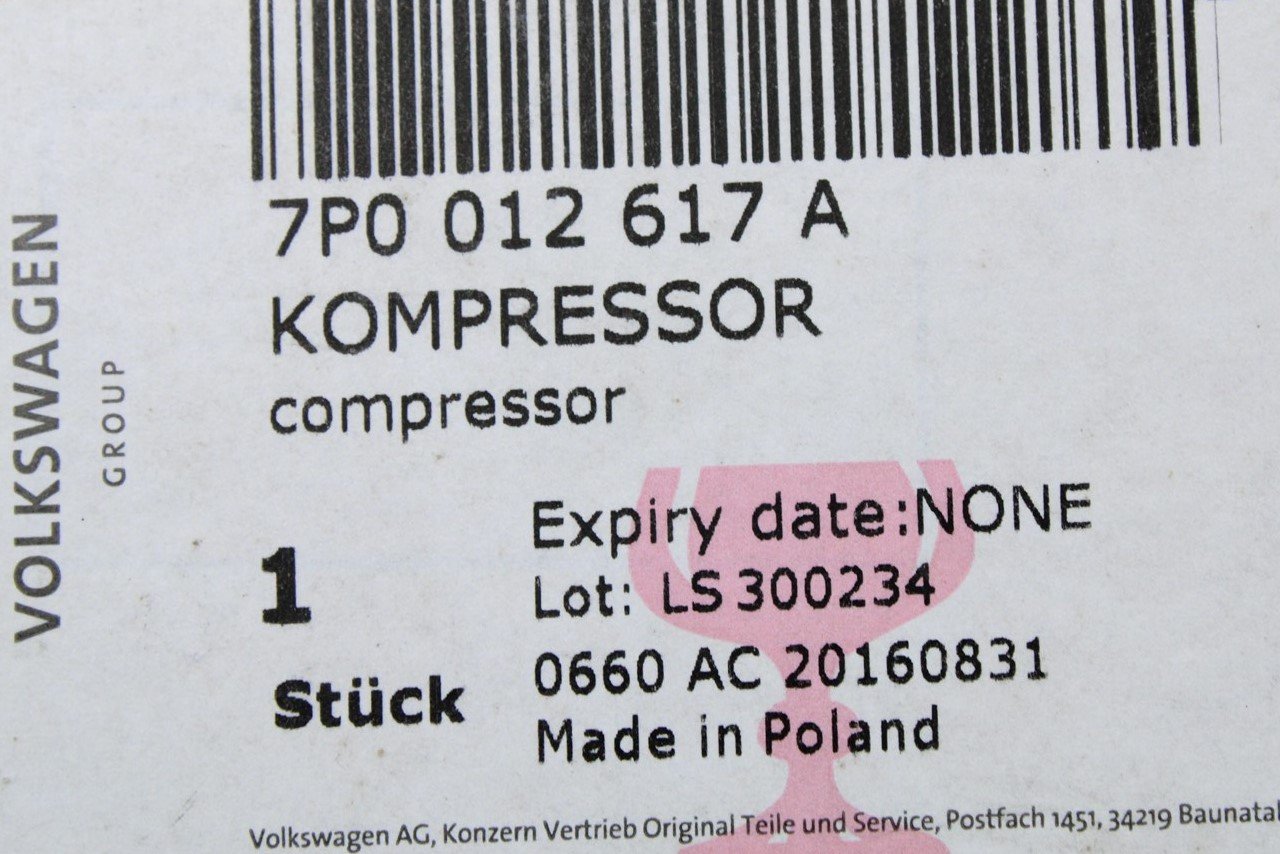 7P0 012 617 A
KOMPRESSOR
compressor
VOLKSWAGEN
GROUP
1
Stück
Expiry date:NONE
Lot: LS 300234
0660 AC 20160831
Made in Poland
Volkswagen AG, Konzern Vertrieb Original Teile und Service, Postfach 1451, 34219 Baunatal